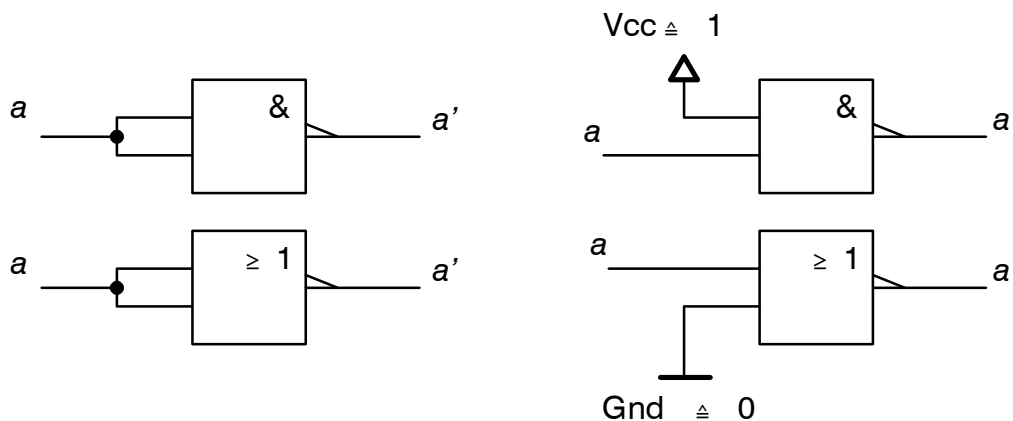 Vcc ≙ 1
a & a’
a & a
a ≥ 1 a’
a ≥ 1 a
Gnd ≙ 0